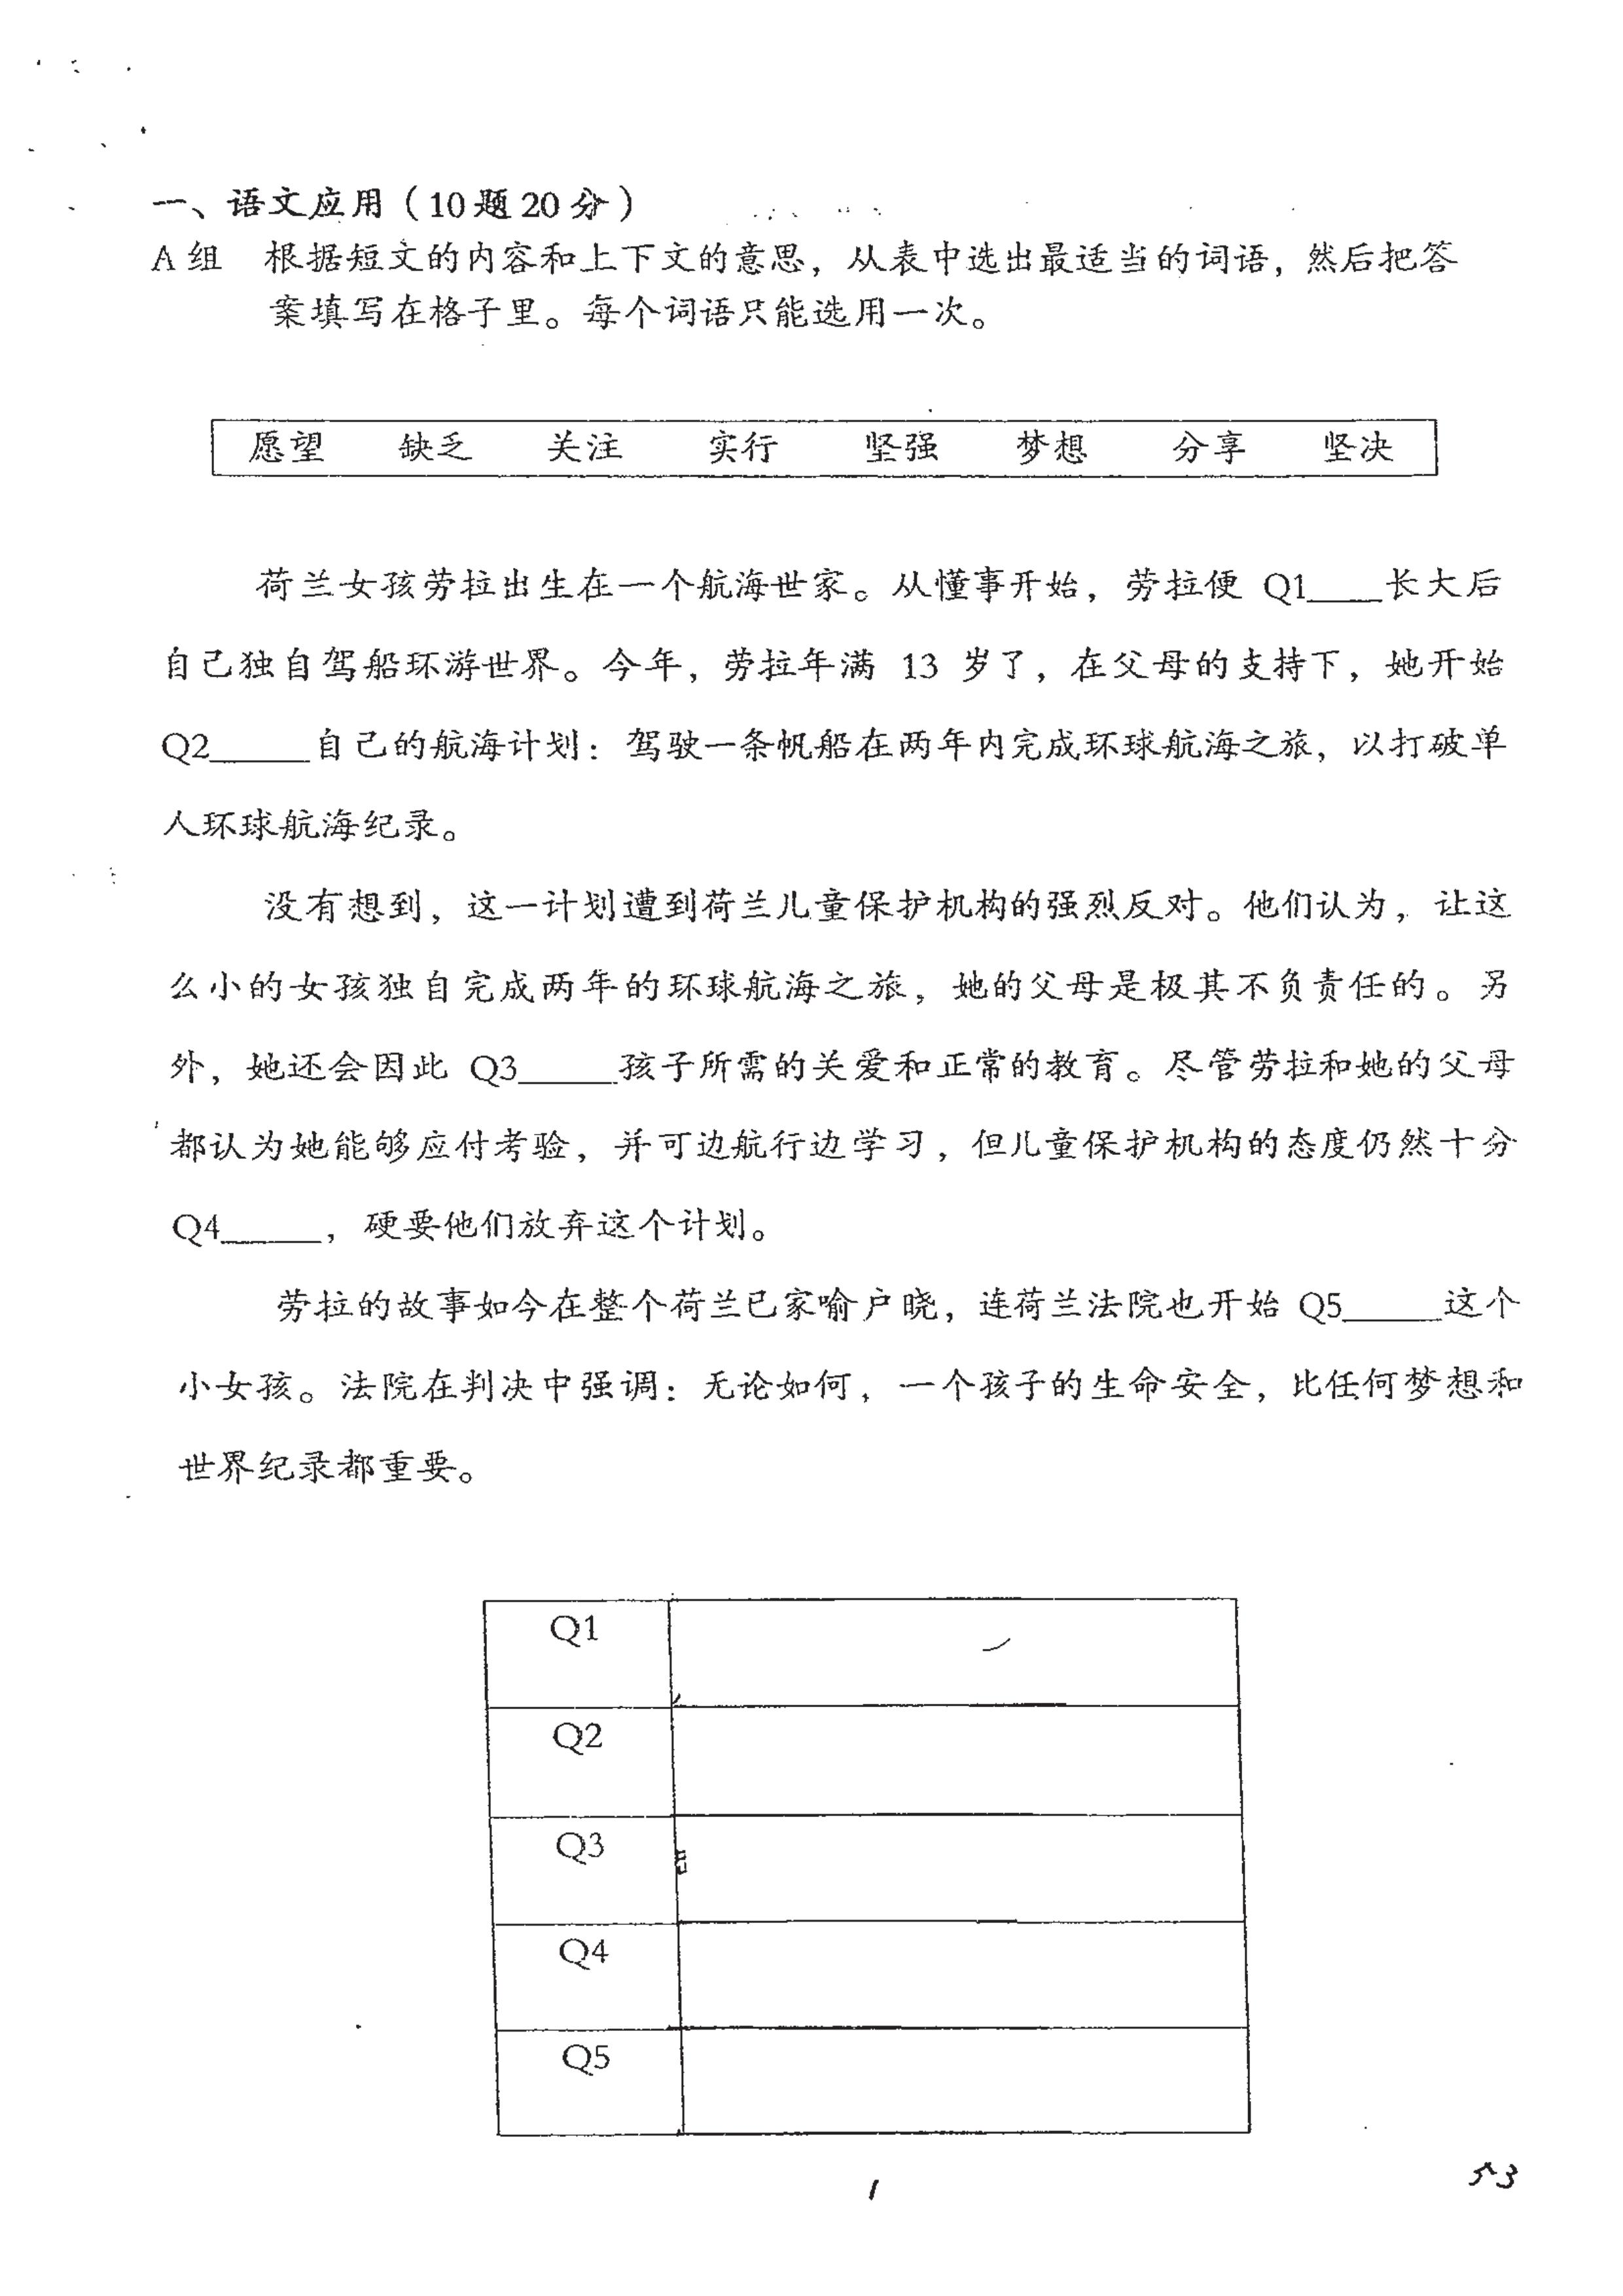 一、语文应用（10题20分）
A组 根据短文的内容和上下文的意思，从表中选出最适当的词语，然后把答
案填写在格子里。每个词语只能选用一次。
愿望 缺乏 关注 实行 坚强 梦想 分享 坚决
荷兰女孩劳拉出生在一个航海世家。从懂事开始，劳拉便 Q1____长大后
自己独自驾船环游世界。今年，劳拉年满 13 岁了，在父母的支持下，她开始
Q2_____自己的航海计划：驾驶一条帆船在两年内完成环球航海之旅，以打破单
人环球航海纪录。
没有想到，这一计划遭到荷兰儿童保护机构的强烈反对。他们认为，让这
么小的女孩独自完成两年的环球航海之旅，她的父母是极其不负责任的。另
外，她还会因此 Q3_____孩子所需的关爱和正常的教育。尽管劳拉和她的父母
都认为她能够应付考验，并可边航行边学习，但儿童保护机构的态度仍然十分
Q4_____，硬要他们放弃这个计划。
劳拉的故事如今在整个荷兰已家喻户晓，连荷兰法院也开始 Q5_____这个
小女孩。法院在判决中强调：无论如何，一个孩子的生命安全，比任何梦想和
世界纪录都重要。
Q1
Q2
Q3
Q4
Q5
1
53